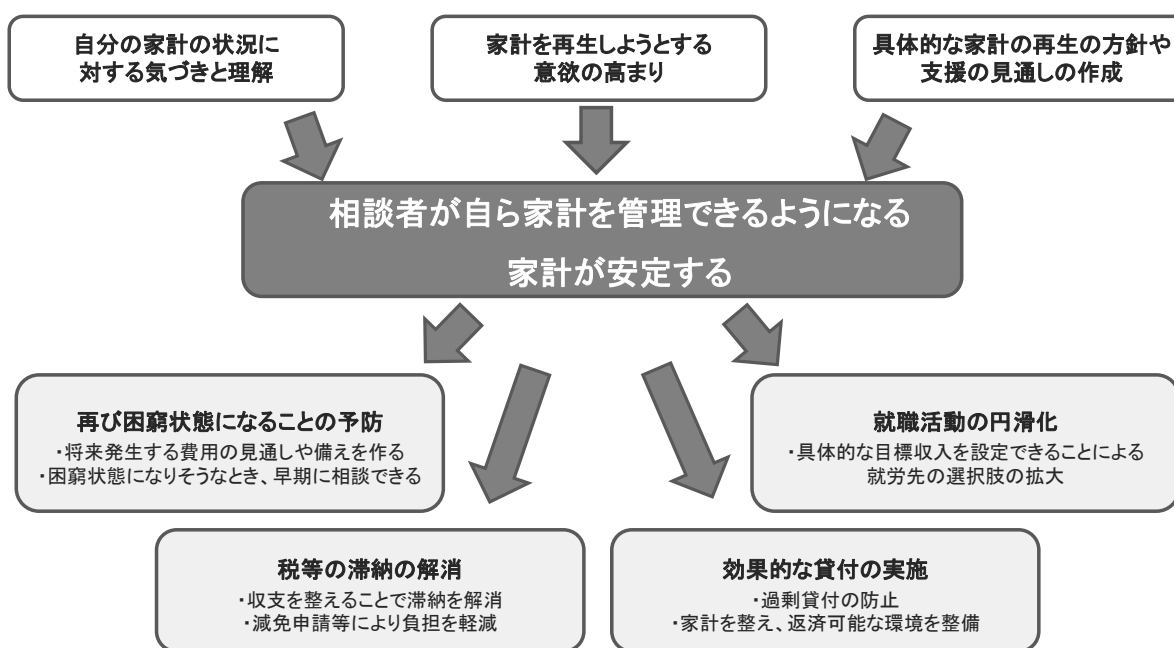 自分の家計の状況に
対する気づきと理解
家計を再生しようとする
意欲の高まり
具体的な家計の再生の方針や
支援の見通しの作成
相談者が自ら家計を管理できるようになる
家計が安定する
再び困窮状態になることの予防
・将来発生する費用の見通しや備えを作る
・困窮状態になりそうなとき、早期に相談できる
就職活動の円滑化
・具体的な目標収入を設定できることによる
就労先の選択肢の拡大
税等の滞納の解消
・収支を整えることで滞納を解消
・減免申請等により負担を軽減
効果的な貸付の実施
・過剰貸付の防止
・家計を整え、返済可能な環境を整備